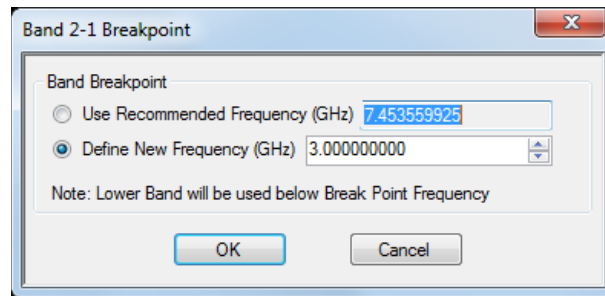 Band 2-1 Breakpoint
Band Breakpoint
Use Recommended Frequency (GHz) 7.453559925
Define New Frequency (GHz) 3.000000000
Note: Lower Band will be used below Break Point Frequency
OK Cancel